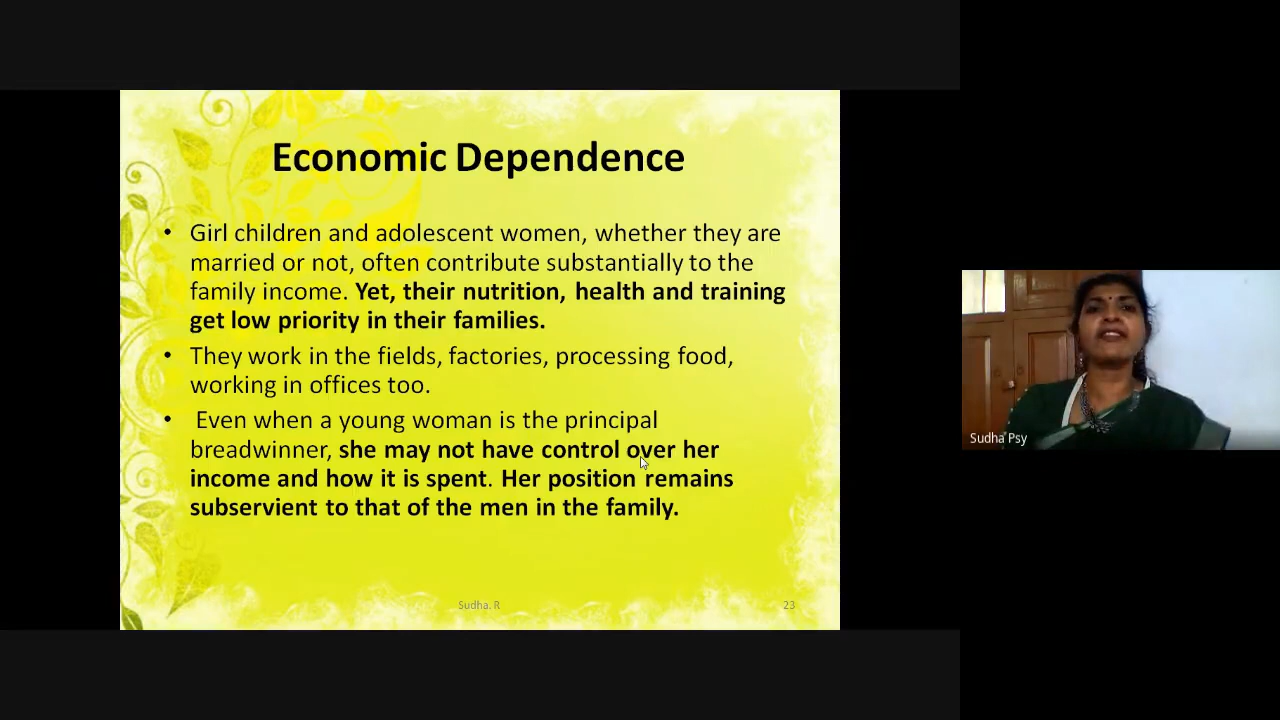 Economic Dependence
• Girl children and adolescent women, whether they are
married or not, often contribute substantially to the
family income. Yet, their nutrition, health and training
get low priority in their families.
• They work in the fields, factories, processing food,
working in offices too.
• Even when a young woman is the principal
breadwinner, she may not have control over her
income and how it is spent. Her position remains
subservient to that of the men in the family.
Sudha. R
23
Sudha Psy